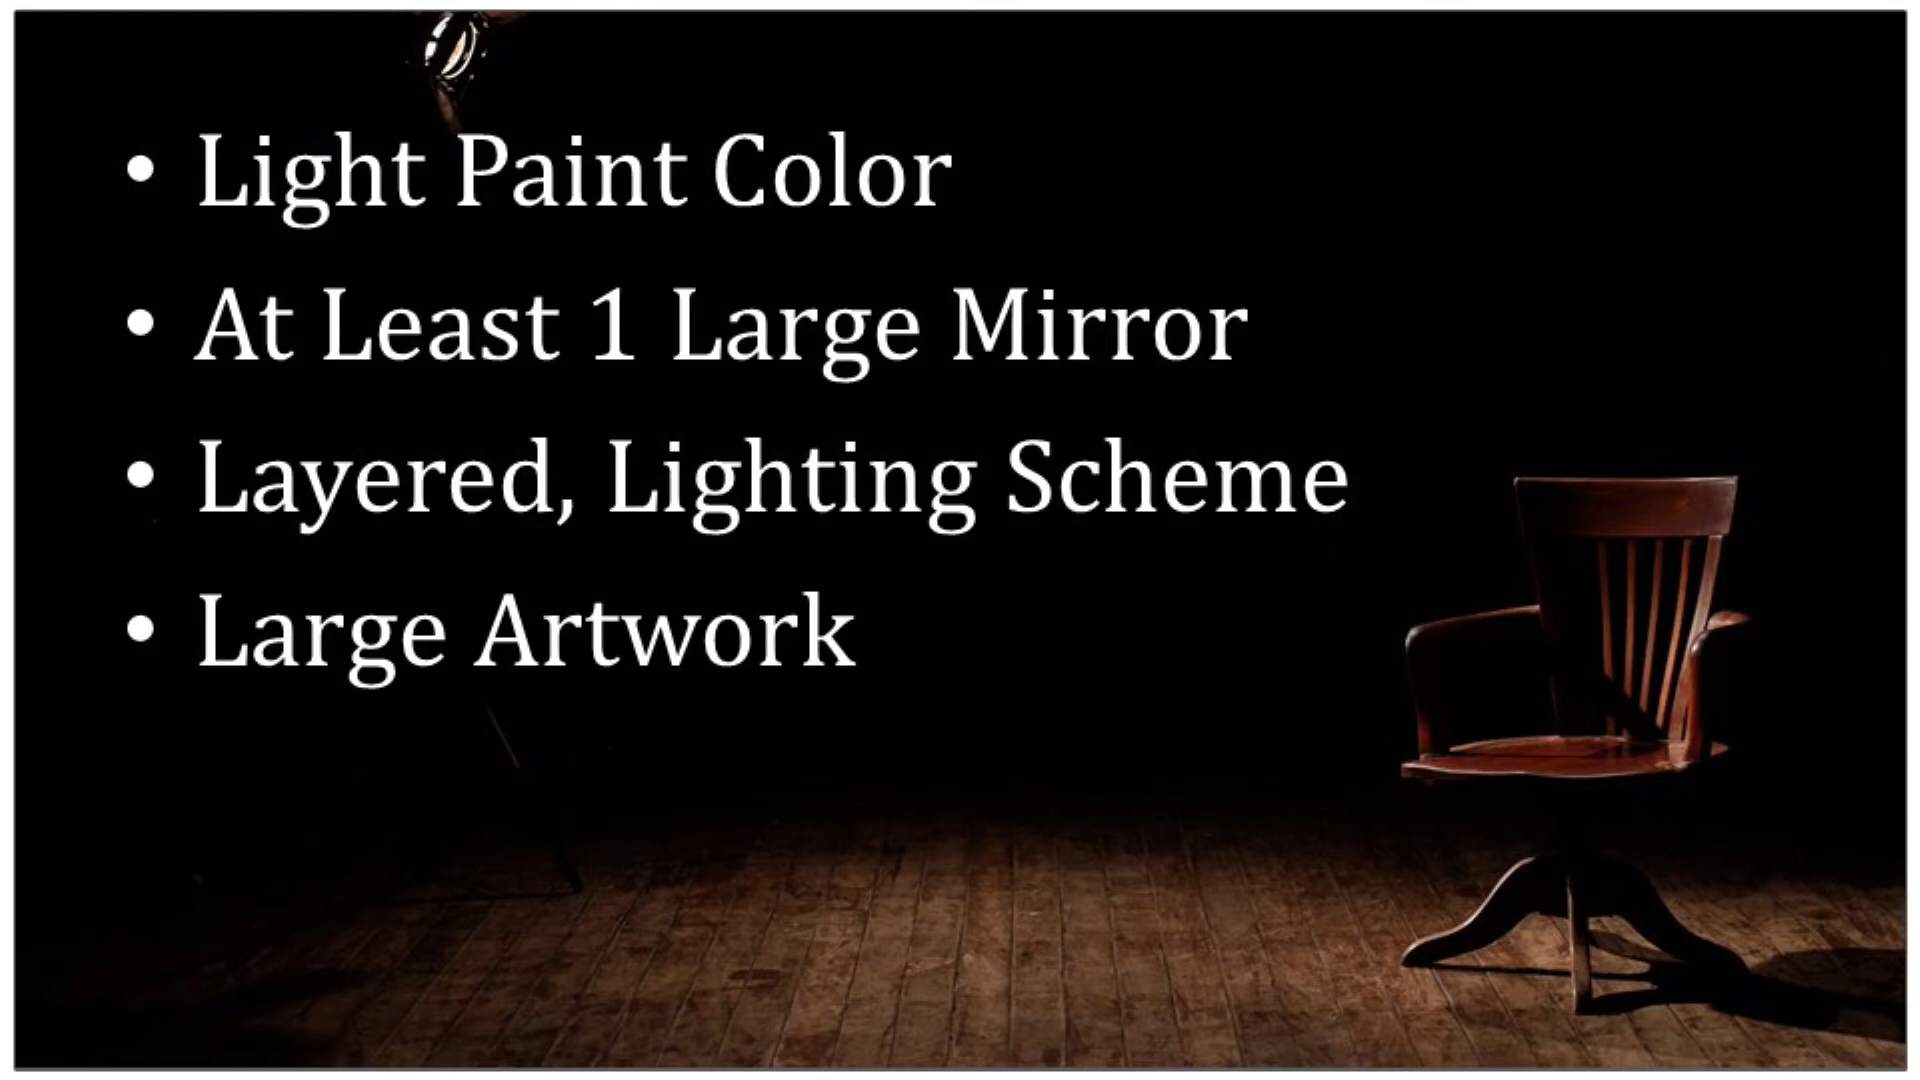 • Light Paint Color
• At Least 1 Large Mirror
• Layered, Lighting Scheme
• Large Artwork